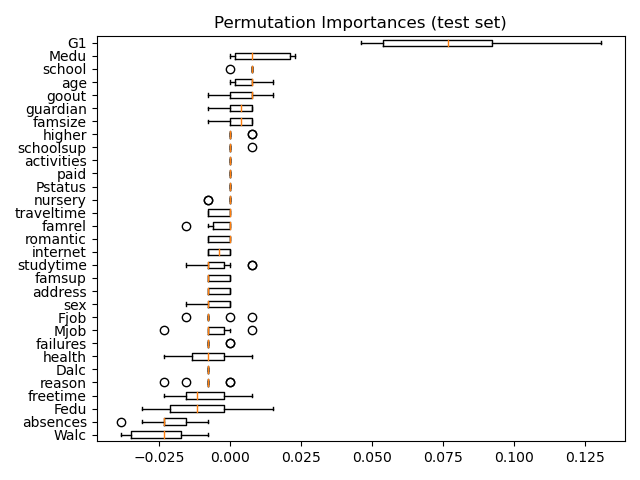 Permutation Importances (test set)
G1
Medu
school
age
goout
guardian
famsize
higher
schoolsup
activities
paid
Pstatus
nursery
traveltime
famrel
romantic
internet
studytime
famsup
address
sex
Fjob
Mjob
failures
health
Dalc
reason
freetime
Fedu
absences
Walc
−0.025 0.000 0.025 0.050 0.075 0.100 0.125